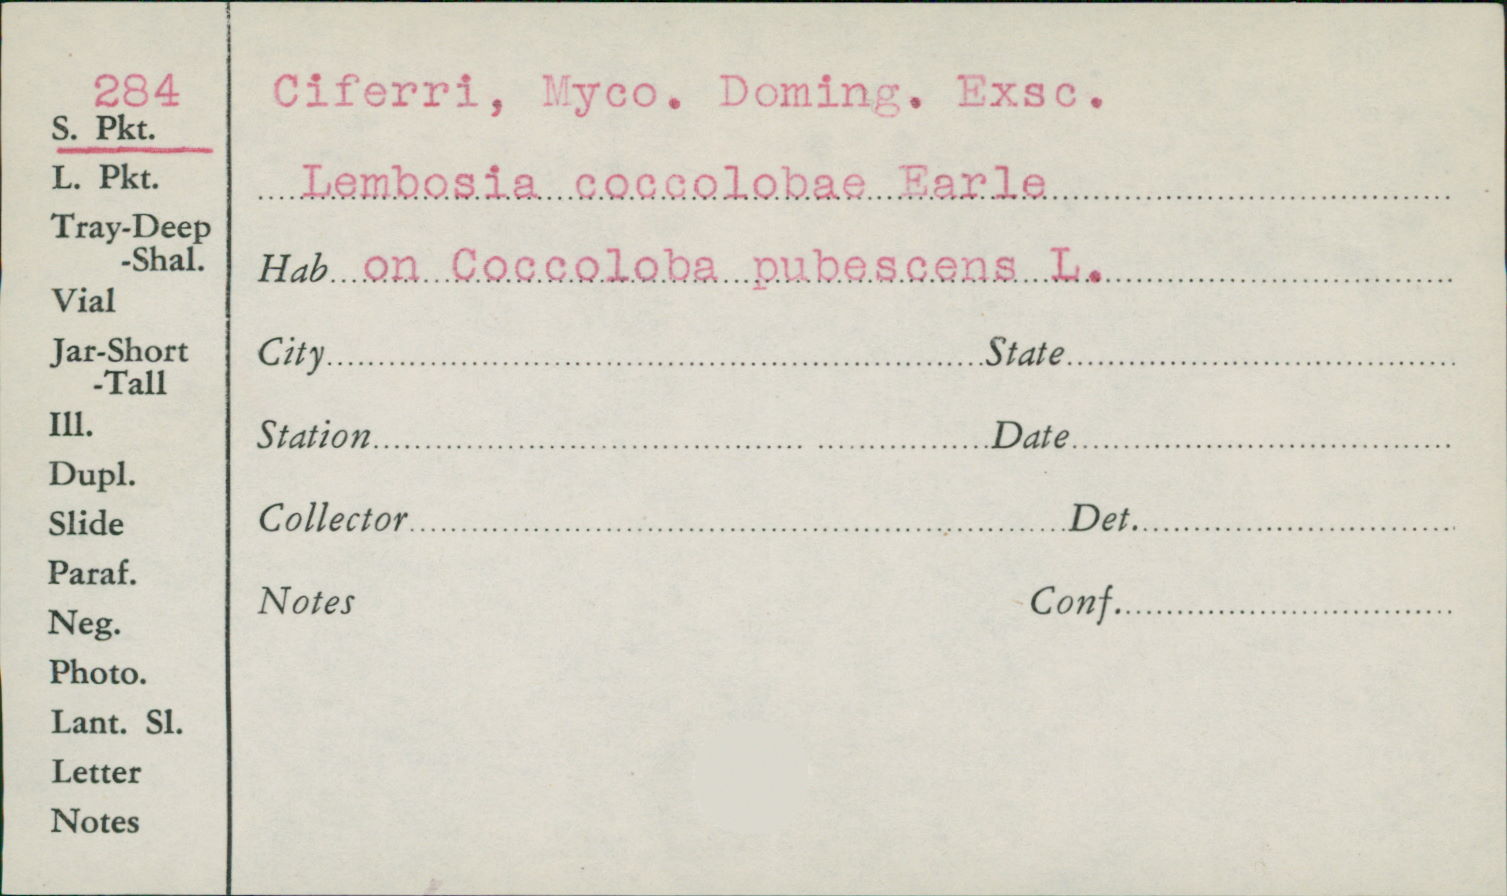 284
S. Pkt.
L. Pkt.
Tray-Deep
-Shal.
Vial
Jar-Short
-Tall
Ill.
Dupl.
Slide
Paraf.
Neg.
Photo.
Lant. Sl.
Letter
Notes
Ciferri, Myco. Doming. Exsc.
Lembosia coccolobae Earle
Hab. on Coccoloba pubescens L.
City
State
Station
Date
Collector
Det.
Notes
Conf.